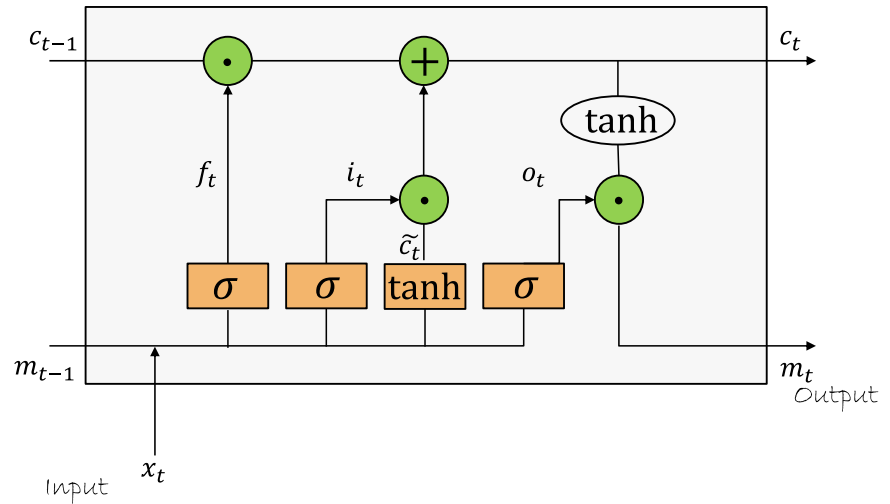 c_{t−1} c_t
tanh
f_t i_t o_t
c̃_t
σ σ tanh σ
m_{t−1} m_t
Output
x_t
Input